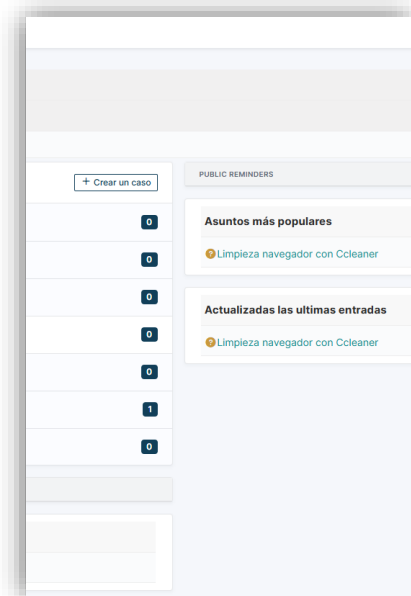 + Crear un caso
0
0
0
0
0
1
0
PUBLIC REMINDERS
Asuntos más populares
Limpieza navegador con Ccleaner
Actualizadas las ultimas entradas
Limpieza navegador con Ccleaner